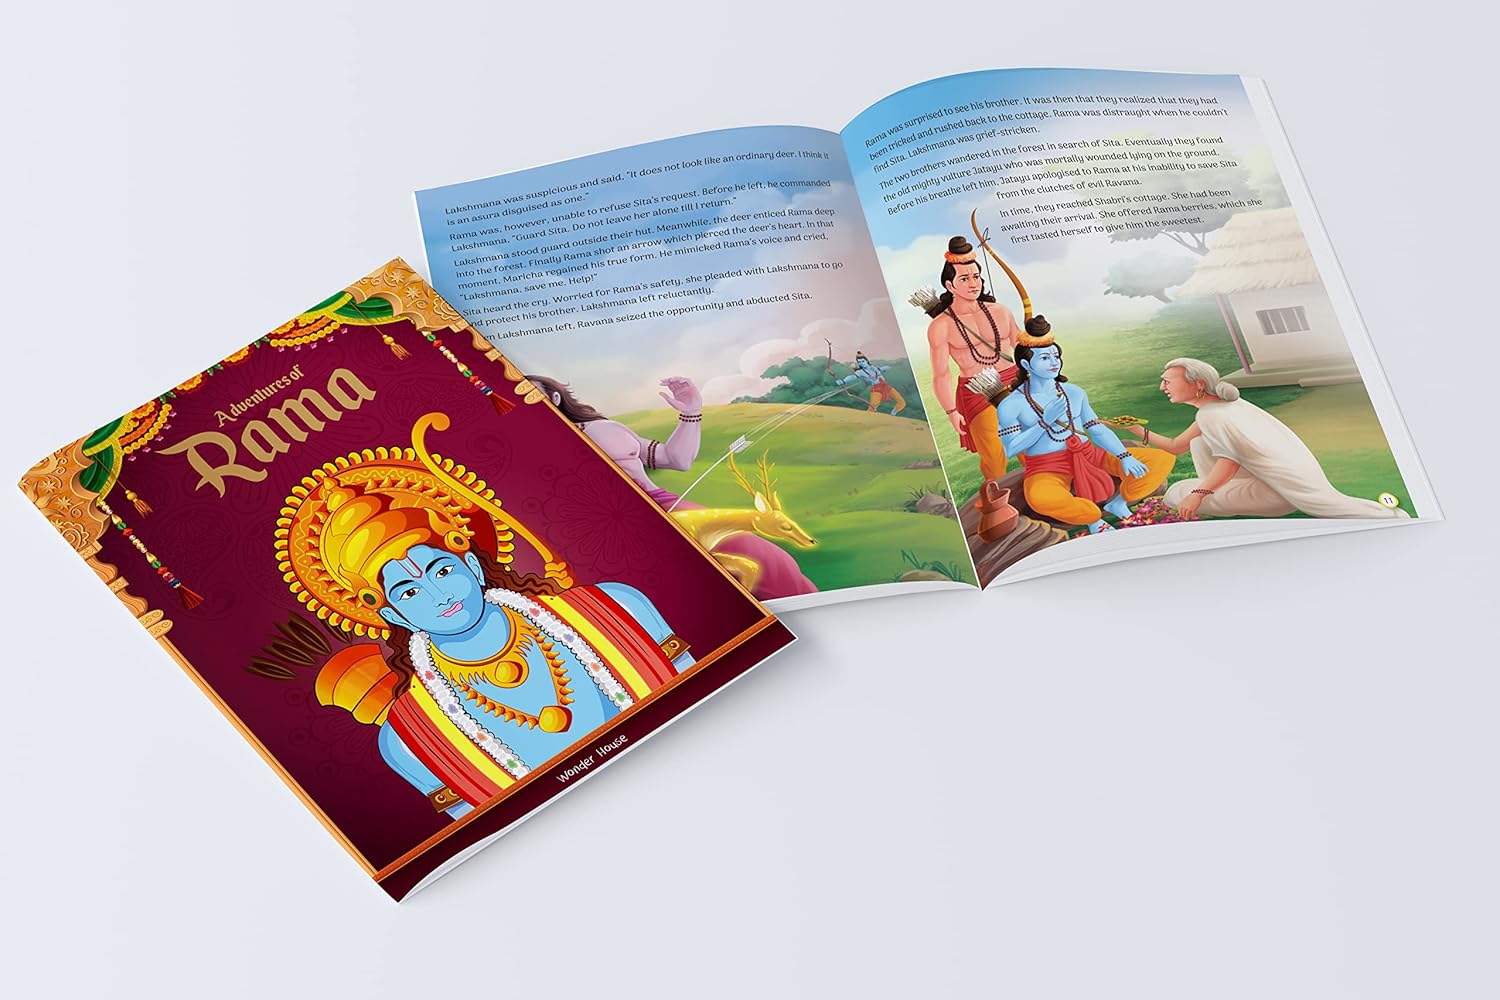 Adventures of
Rama
Wonder House
Lakshmana was suspicious and said, "It does not look like an ordinary deer. I think it
is an asura disguised as one."
Rama was, however, unable to refuse Sita's request. Before he left, he commanded
Lakshmana, "Guard Sita. Do not leave her alone till I return."
Lakshmana stood guard outside their hut. Meanwhile, the deer enticed Rama deep
into the forest. Finally Rama shot an arrow which pierced the deer's heart. In that
moment, Maricha regained his true form. He mimicked Rama's voice and cried,
"Lakshmana, save me. Help!"
Sita heard the cry. Worried for Rama's safety, she pleaded with Lakshmana to go
nd protect his brother. Lakshmana left reluctantly.
en Lakshmana left, Ravana seized the opportunity and abducted Sita.
Rama was surprised to see his brother. It was then that they realized that they had
been tricked and rushed back to the cottage. Rama was distraught when he couldn't
find Sita. Lakshmana was grief-stricken.
The two brothers wandered in the forest in search of Sita. Eventually they found
the old mighty vulture Jatayu who was mortally wounded lying on the ground.
Before his breathe left him, Jatayu apologised to Rama at his inability to save Sita
from the clutches of evil Ravana.
In time, they reached Shabri's cottage. She had been
awaiting their arrival. She offered Rama berries, which she
first tasted herself to give him the sweetest.
11